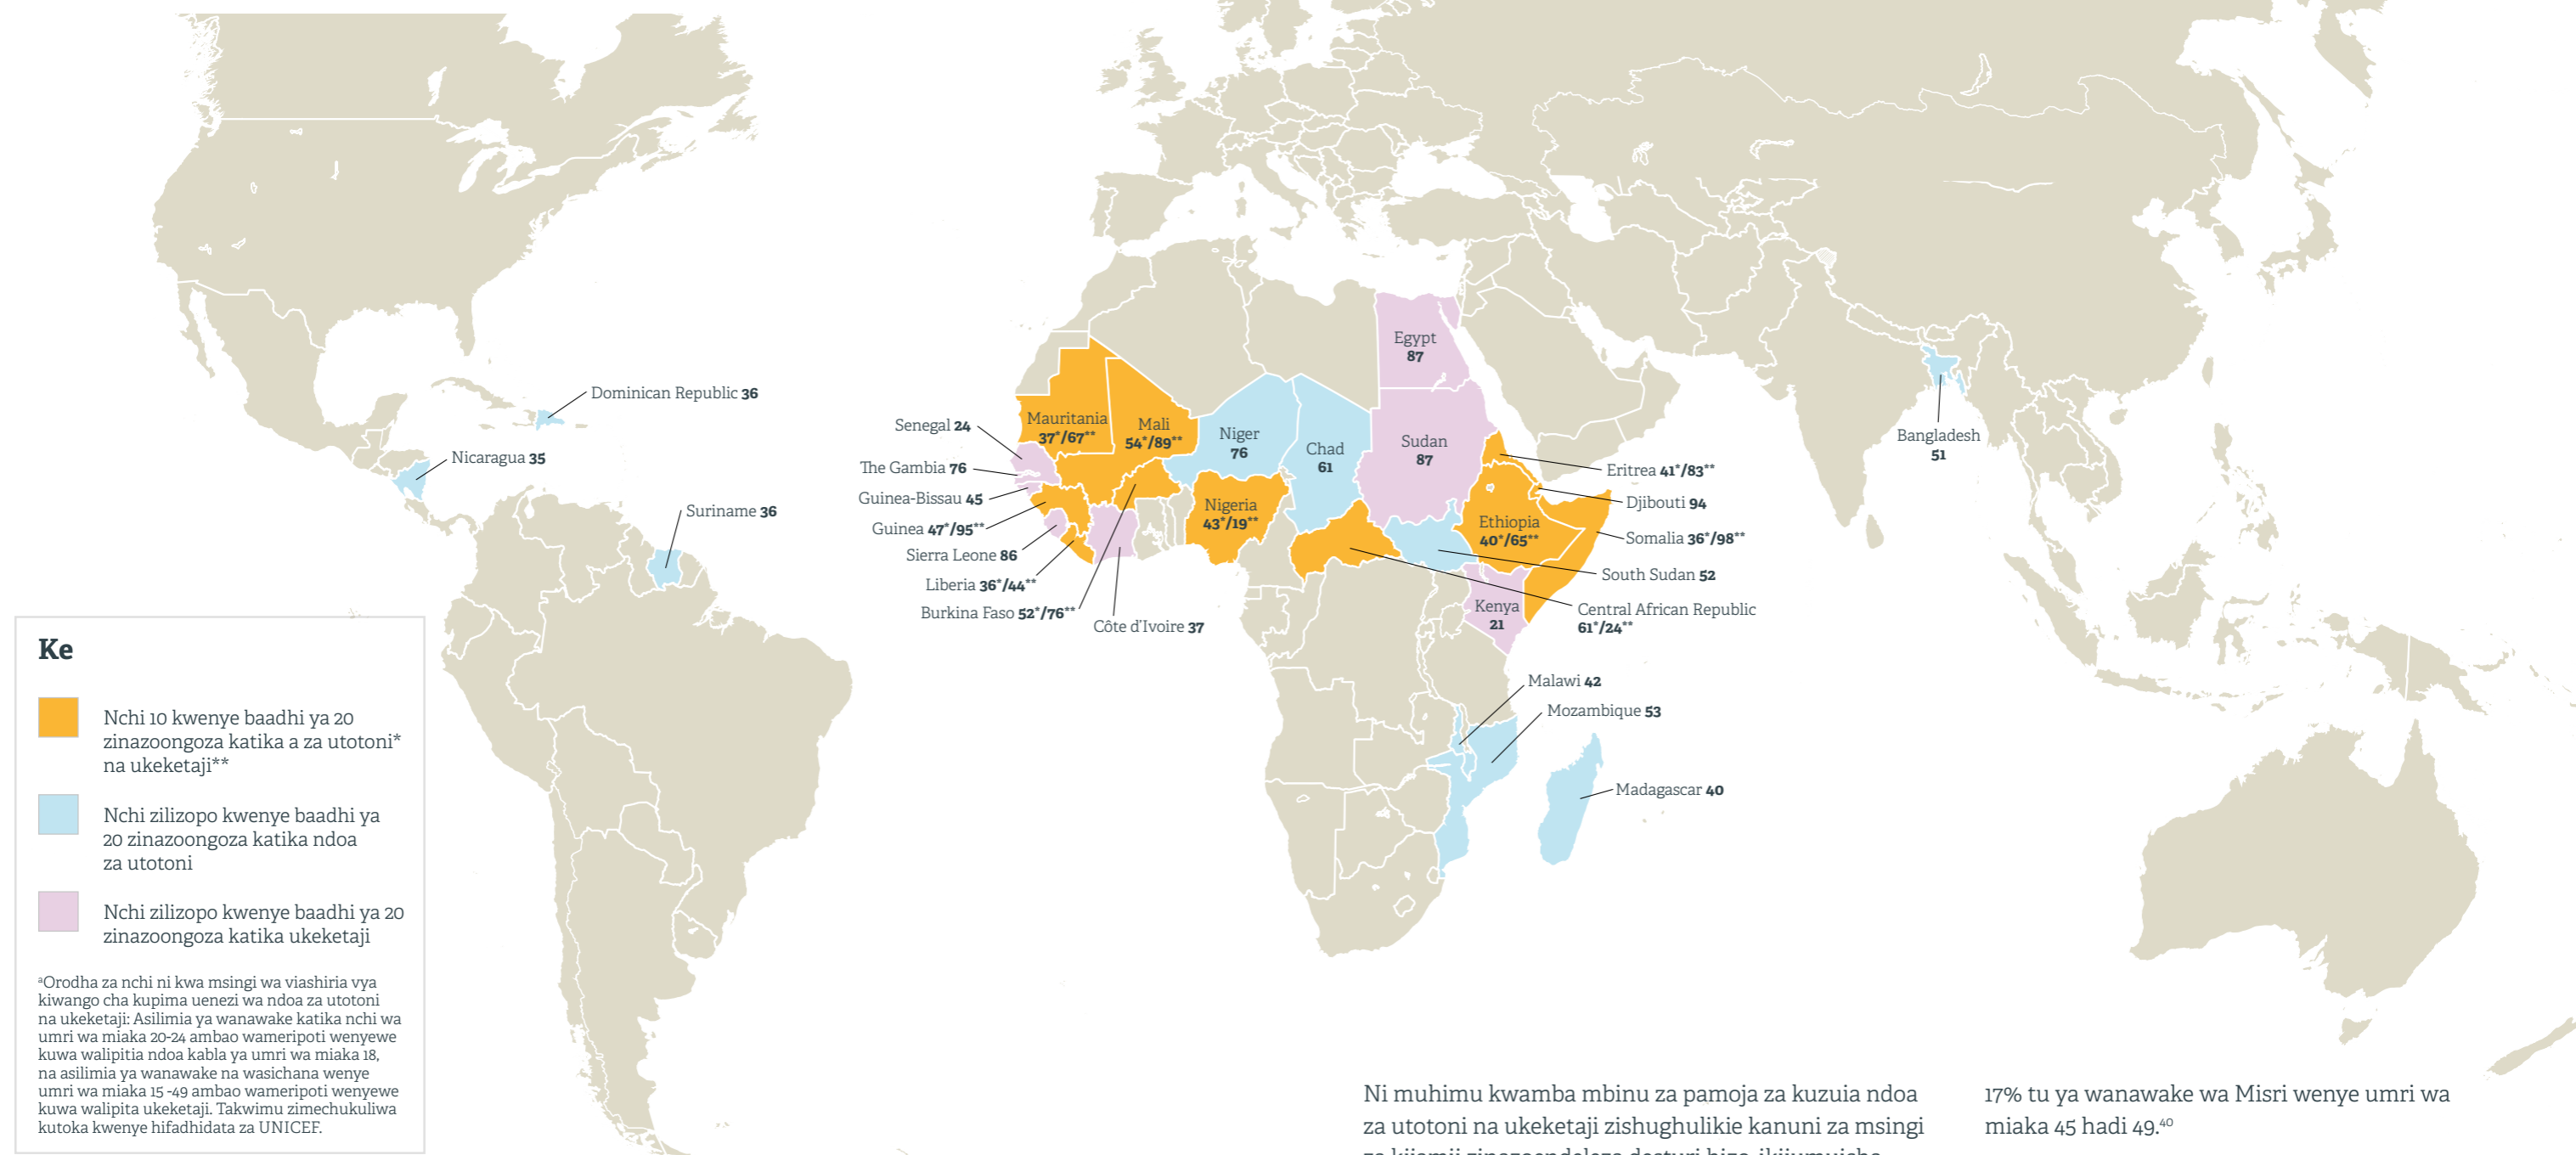 Dominican Republic 36
Nicaragua 35
Suriname 36
Senegal 24
The Gambia 76
Guinea-Bissau 45
Guinea 47*/95**
Sierra Leone 86
Liberia 36*/44**
Burkina Faso 52*/76**
Côte d'Ivoire 37
Mauritania
37*/67**
Mali
54*/89**
Niger
76
Nigeria
43*/19**
Chad
61
Egypt
87
Sudan
87
Ethiopia
40*/65**
Kenya
21
Eritrea 41*/83**
Djibouti 94
Somalia 36*/98**
South Sudan 52
Central African Republic
61*/24**
Malawi 42
Mozambique 53
Madagascar 40
Bangladesh
51
Ke
Nchi 10 kwenye baadhi ya 20
zinazoongoza katika a za utotoni*
na ukeketaji**
Nchi zilizopo kwenye baadhi ya
20 zinazoongoza katika ndoa
za utotoni
Nchi zilizopo kwenye baadhi ya 20
zinazoongoza katika ukeketaji
ᵃOrodha za nchi ni kwa msingi wa viashiria vya
kiwango cha kupima uenezi wa ndoa za utotoni
na ukeketaji: Asilimia ya wanawake katika nchi wa
umri wa miaka 20-24 ambao wameripoti wenyewe
kuwa walipitia ndoa kabla ya umri wa miaka 18,
na asilimia ya wanawake na wasichana wenye
umri wa miaka 15 -49 ambao wameripoti wenyewe
kuwa walipita ukeketaji. Takwimu zimechukuliwa
kutoka kwenye hifadhidata za UNICEF.
Ni muhimu kwamba mbinu za pamoja za kuzuia ndoa
za utotoni na ukeketaji zishughulikie kanuni za msingi
17% tu ya wanawake wa Misri wenye umri wa
miaka 45 hadi 49.⁴⁰